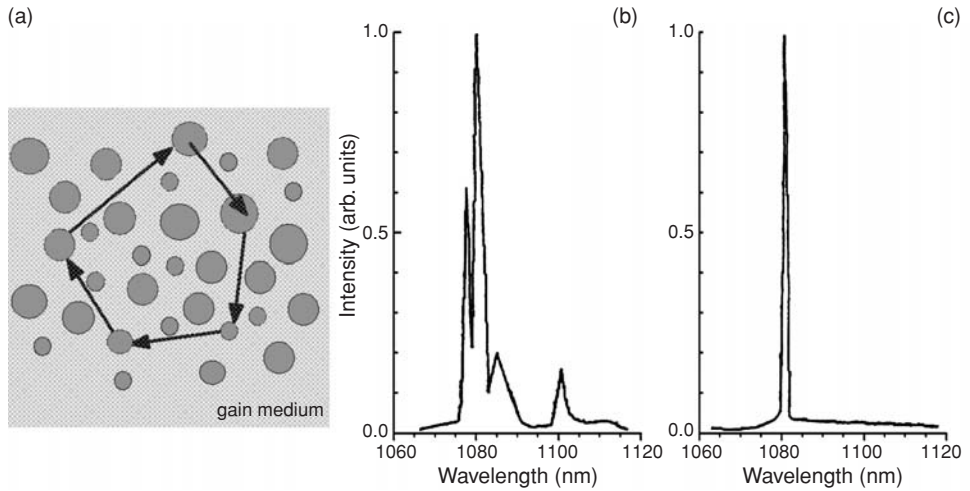 (a)
gain medium
(b)
Intensity (arb. units)
1.0
0.5
0.0
1060 1080 1100 1120
Wavelength (nm)
(c)
1.0
0.5
0.0
1060 1080 1100 1120
Wavelength (nm)